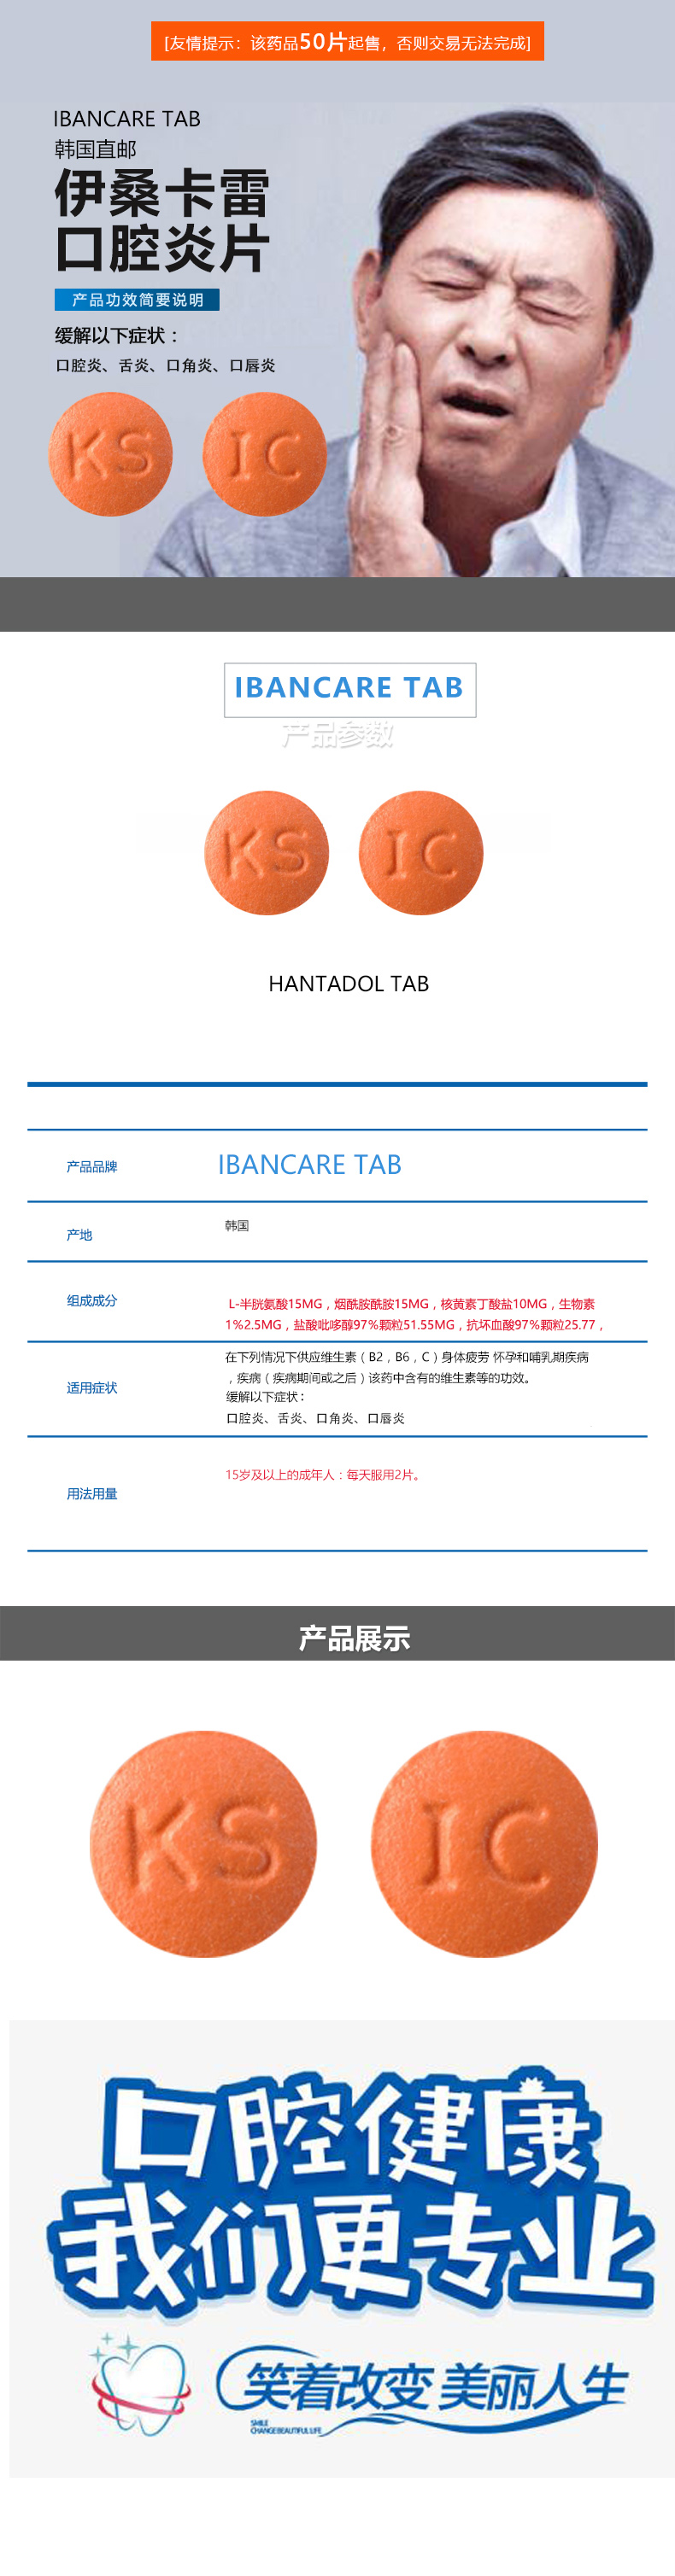 [友情提示：该药品50片起售，否则交易无法完成]
IBANCARE TAB
韩国直邮
伊桑卡雷
口腔炎片
产品功效简要说明
缓解以下症状：
口腔炎、舌炎、口角炎、口唇炎
KS IC
IBANCARE TAB
产品参数
KS IC
HANTADOL TAB
产品品牌 IBANCARE TAB
产地 韩国
组成成分 L-半胱氨酸15MG，烟酰胺酰胺15MG，核黄素丁酸盐10MG，生物素
1%2.5MG，盐酸吡哆醇97%颗粒51.55MG，抗坏血酸97%颗粒25.77，
适用症状 在下列情况下供应维生素（B2，B6，C）身体疲劳 怀孕和哺乳期疾病
，疾病（疾病期间或之后）该药中含有的维生素等的功效。
缓解以下症状：
口腔炎、舌炎、口角炎、口唇炎
用法用量 15岁及以上的成年人：每天服用2片。
产品展示
KS IC
口腔健康
我们更专业
笑着改变 美丽人生
SMILE
CHANGE BEAUTIFUL LIFE